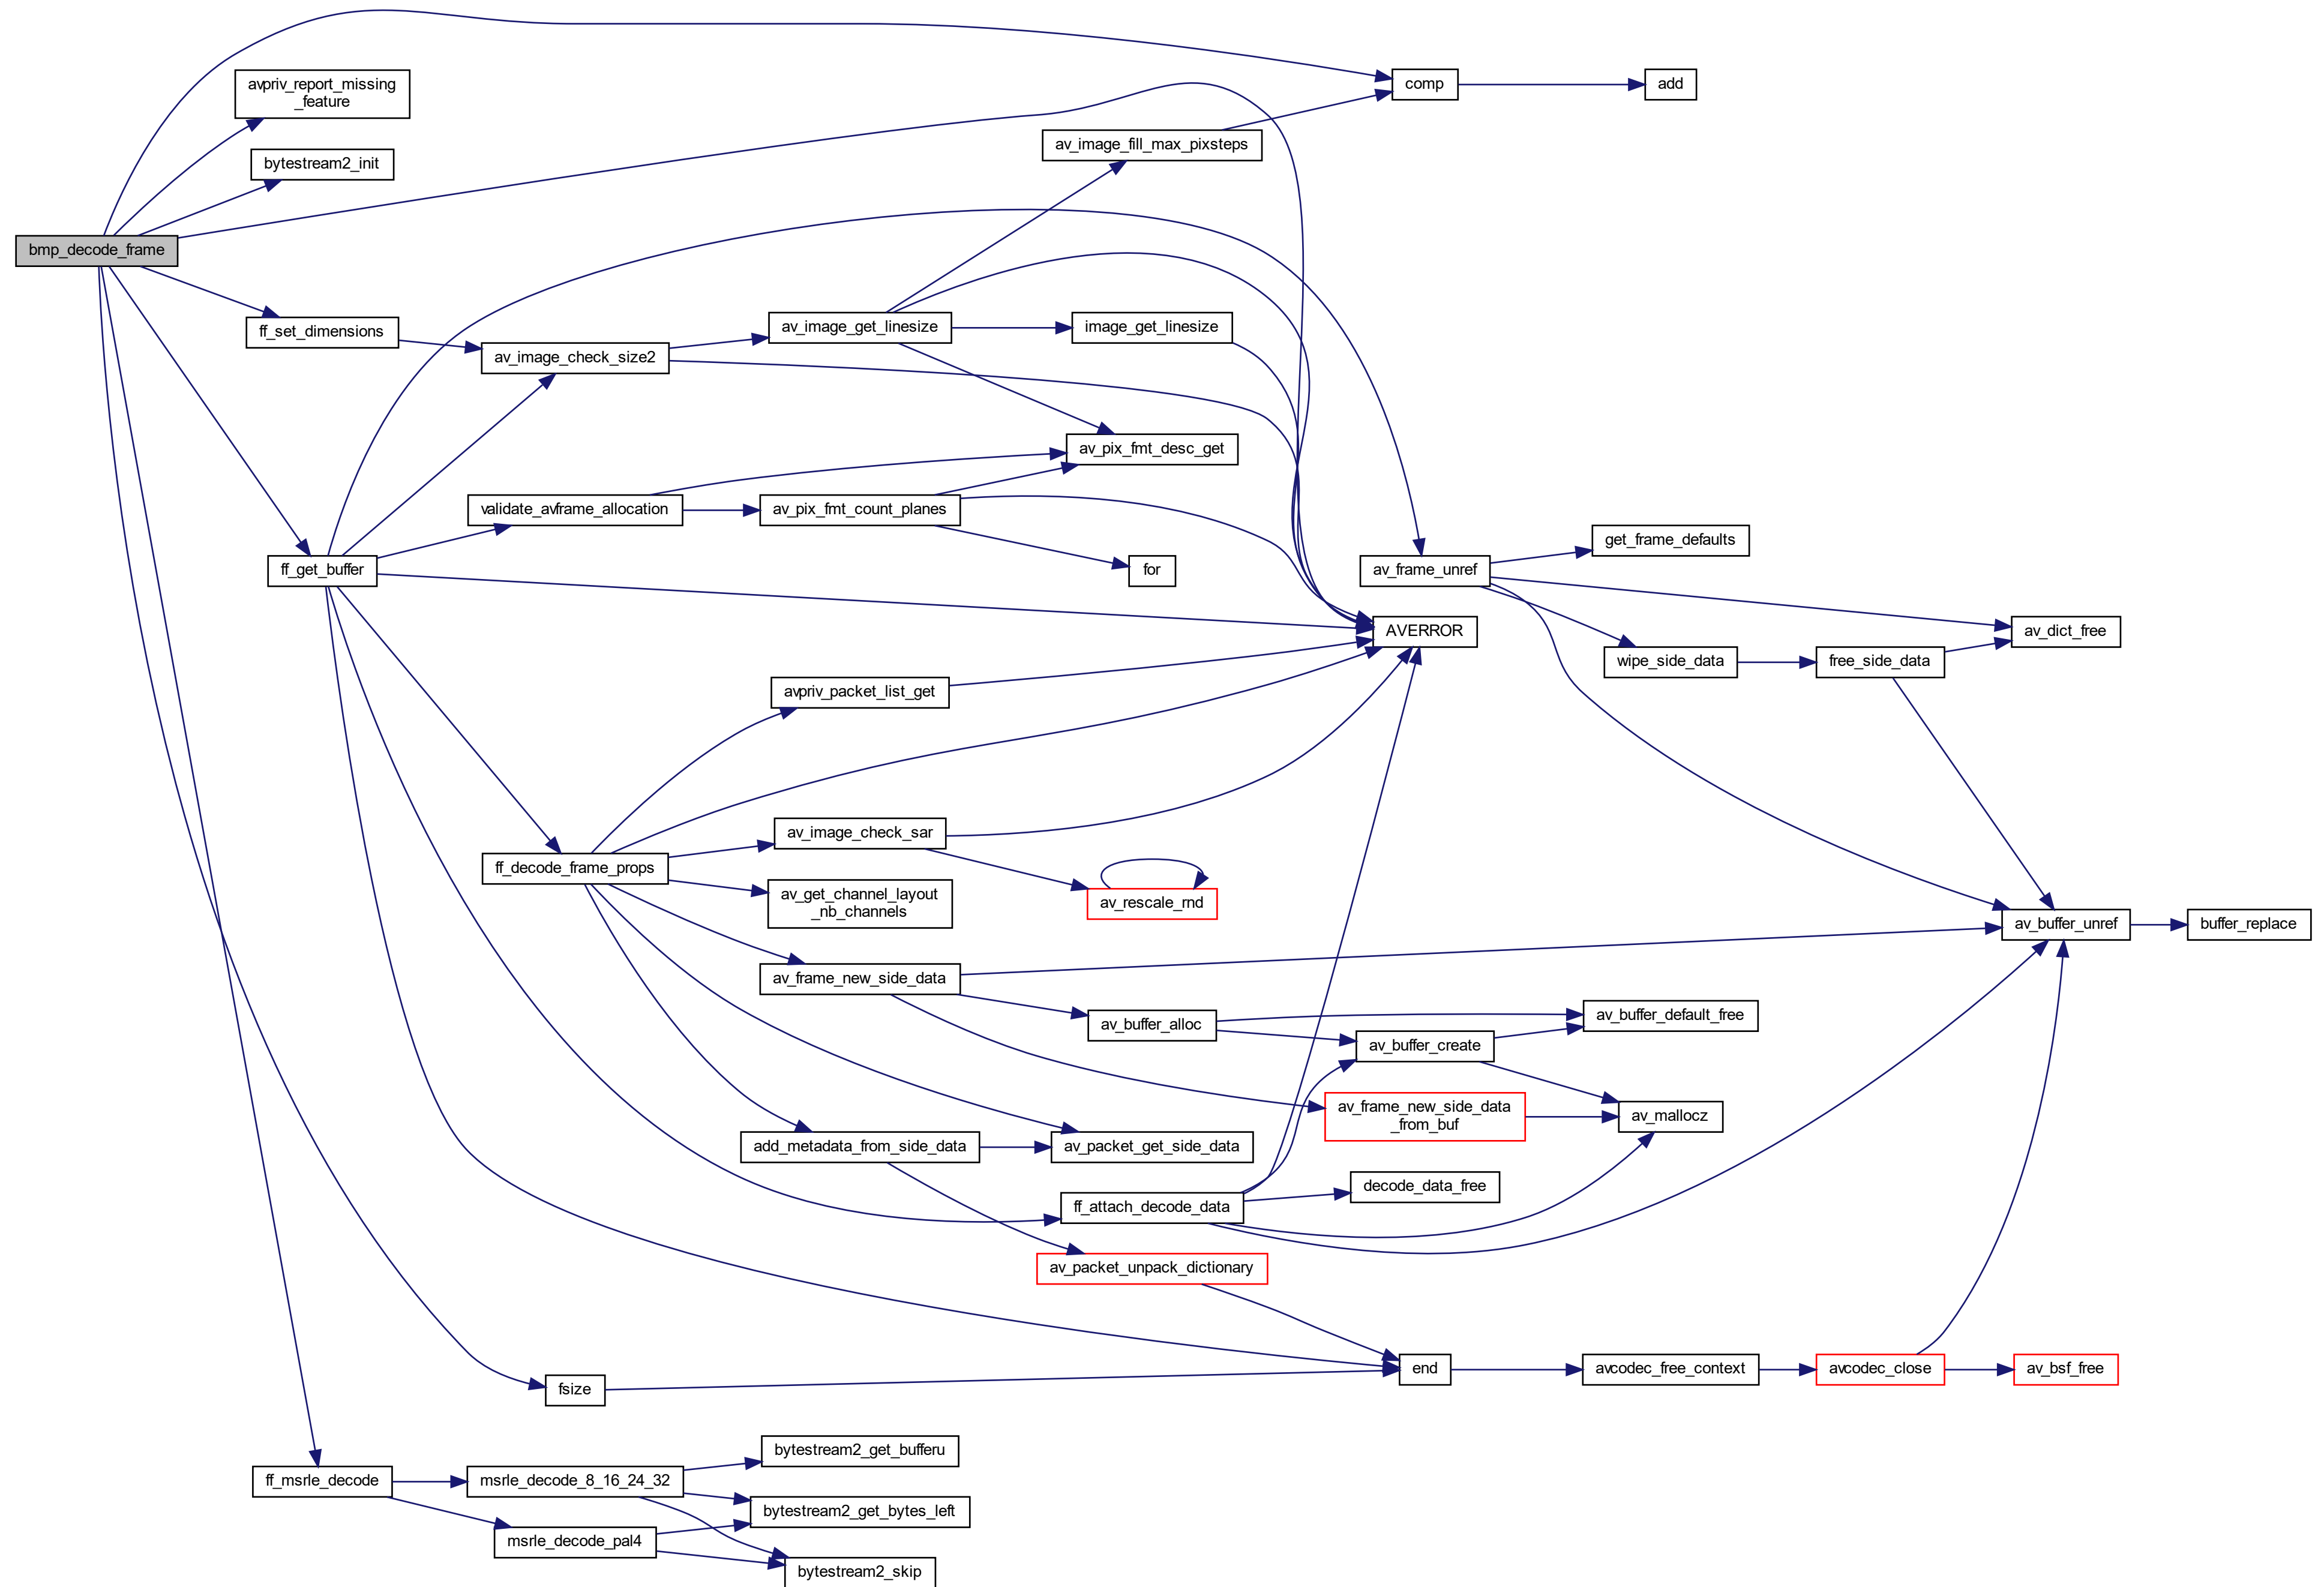 comp
add
avpriv_report_missing
_feature
av_image_fill_max_pixsteps
bytestream2_init
bmp_decode_frame
ff_set_dimensions
av_image_get_linesize
image_get_linesize
av_image_check_size2
av_pix_fmt_desc_get
validate_avframe_allocation
av_pix_fmt_count_planes
get_frame_defaults
ff_get_buffer
for
av_frame_unref
AVERROR
av_dict_free
wipe_side_data
free_side_data
avpriv_packet_list_get
av_image_check_sar
ff_decode_frame_props
av_get_channel_layout
_nb_channels
av_rescale_rnd
av_buffer_unref
buffer_replace
av_frame_new_side_data
av_buffer_alloc
av_buffer_default_free
av_buffer_create
av_frame_new_side_data
_from_buf
av_mallocz
add_metadata_from_side_data
av_packet_get_side_data
decode_data_free
ff_attach_decode_data
av_packet_unpack_dictionary
end
avcodec_free_context
avcodec_close
av_bsf_free
fsize
bytestream2_get_bufferu
ff_msrle_decode
msrle_decode_8_16_24_32
bytestream2_get_bytes_left
msrle_decode_pal4
bytestream2_skip